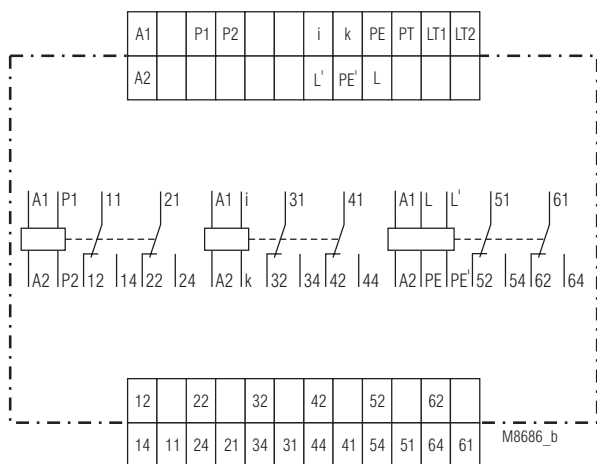 A1 P1 P2 i k PE PT LT1 LT2
A2 L' PE' L
A1 P1 11 21 A1 i 31 41 A1 L L' 51 61
A2 P2 12 14 22 24 A2 k 32 34 42 44 A2 PE PE' 52 54 62 64
12 22 32 42 52 62
14 11 24 21 34 31 44 41 54 51 64 61
M8686_b